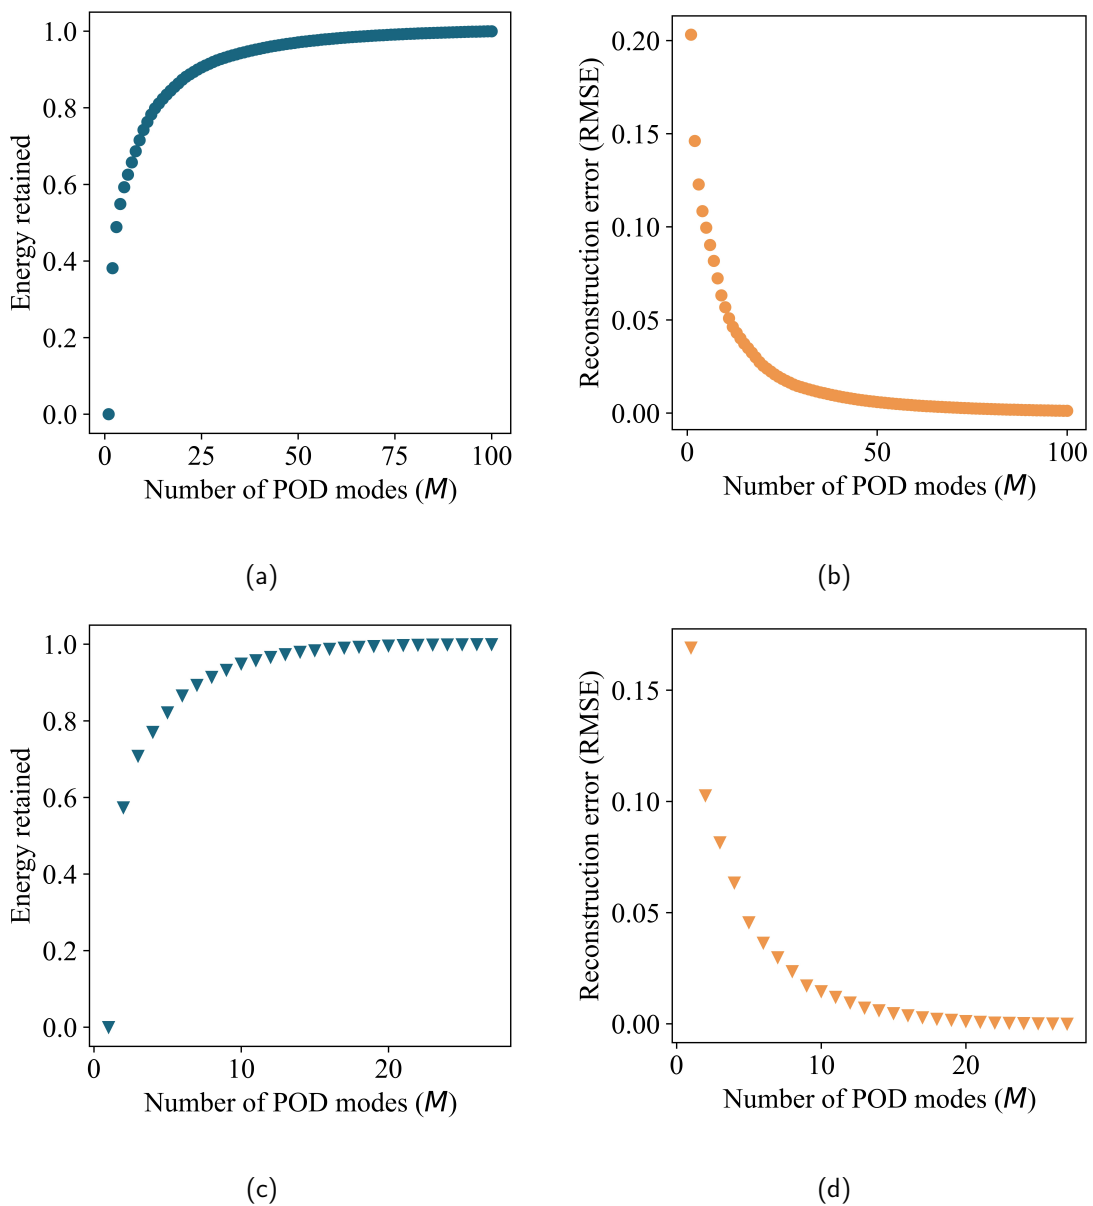 Energy retained
1.0
0.8
0.6
0.4
0.2
0.0
0 25 50 75 100
Number of POD modes (M)
(a)
Reconstruction error (RMSE)
0.20
0.15
0.10
0.05
0.00
0 50 100
Number of POD modes (M)
(b)
Energy retained
1.0
0.8
0.6
0.4
0.2
0.0
0 10 20
Number of POD modes (M)
(c)
Reconstruction error (RMSE)
0.15
0.10
0.05
0.00
0 10 20
Number of POD modes (M)
(d)